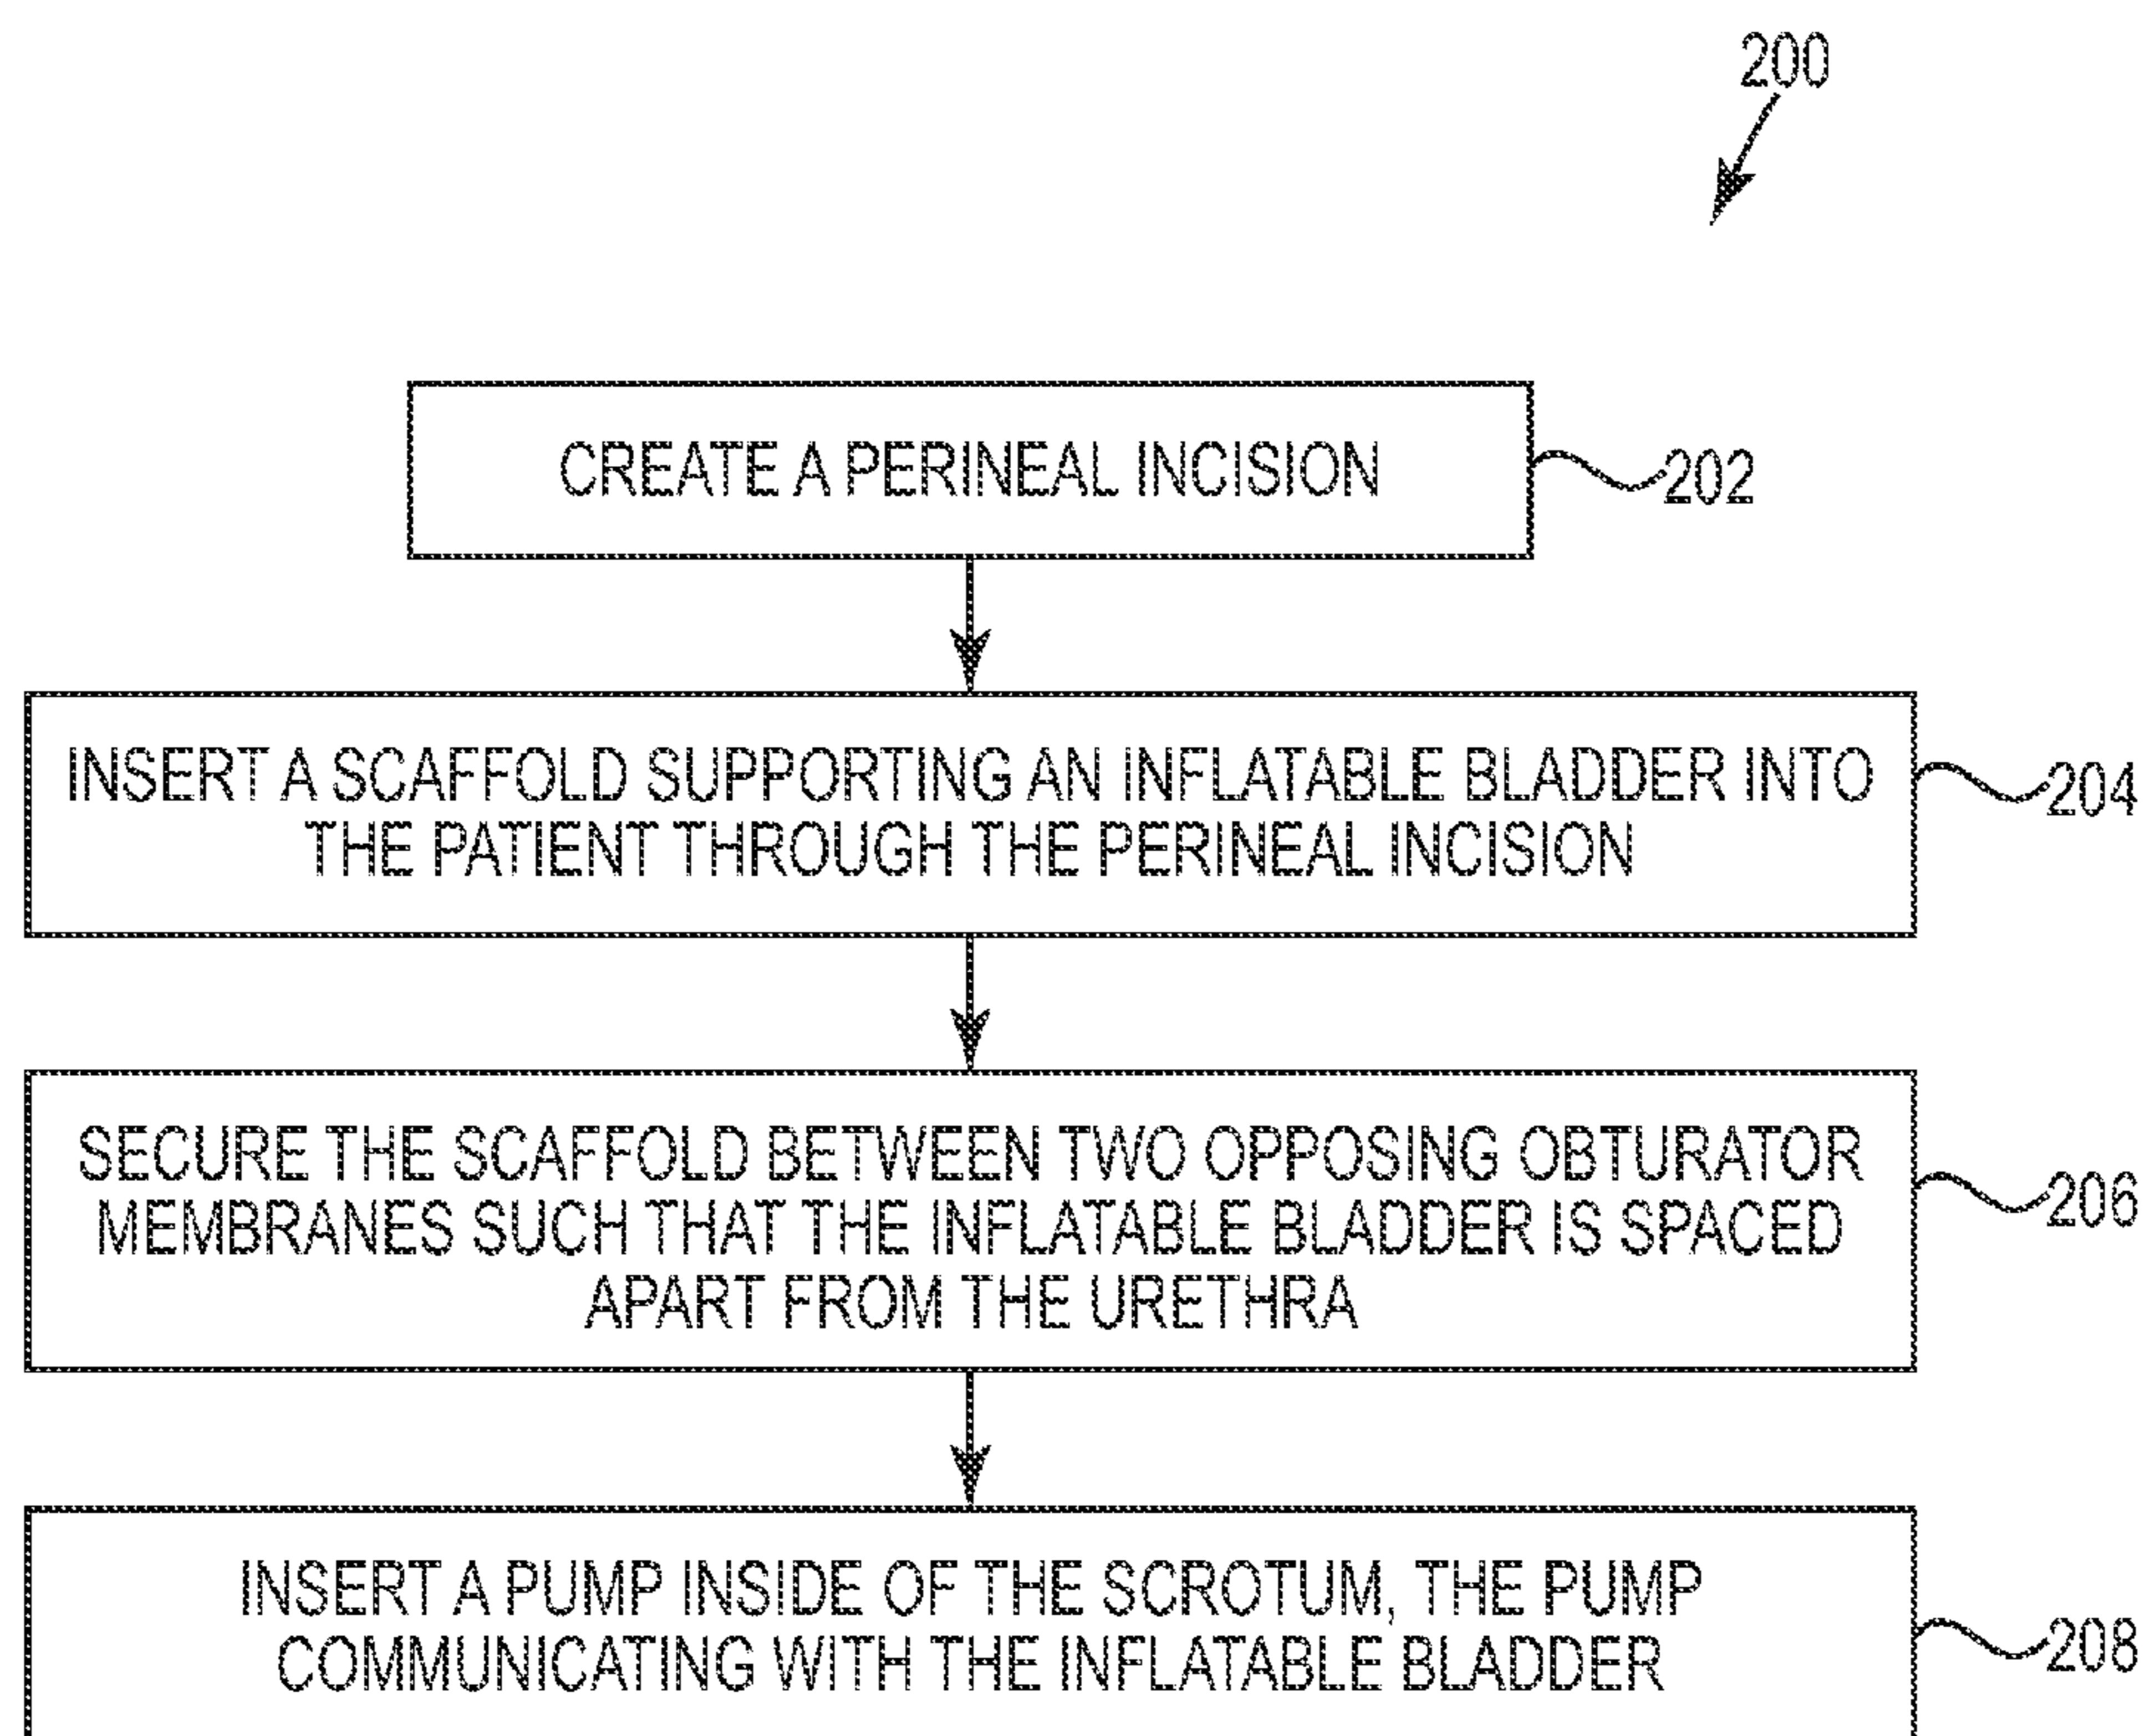 200
CREATE A PERINEAL INCISION
202
INSERT A SCAFFOLD SUPPORTING AN INFLATABLE BLADDER INTO
THE PATIENT THROUGH THE PERINEAL INCISION
204
SECURE THE SCAFFOLD BETWEEN TWO OPPOSING OBTURATOR
MEMBRANES SUCH THAT THE INFLATABLE BLADDER IS SPACED
APART FROM THE URETHRA
206
INSERT A PUMP INSIDE OF THE SCROTUM, THE PUMP
COMMUNICATING WITH THE INFLATABLE BLADDER
208